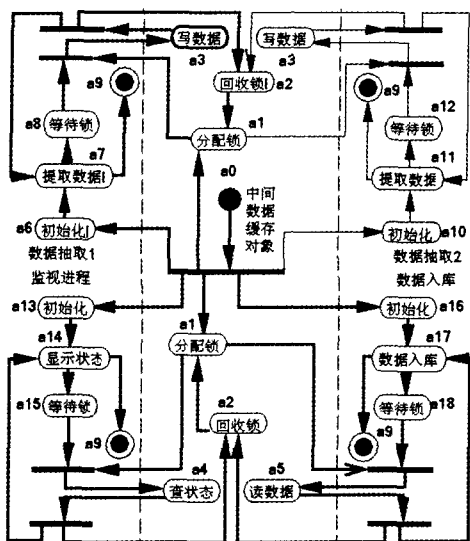 写数据
写数据
a3
a3
a9
回收锁
a2
a9
a8
等待锁
a1
a12
等待锁
a7
分配锁
a11
提取数据
a0
提取数据
a6
初始化
中间
数据
缓存
对象
初始化
a10
数据抽取1
数据抽取2
监视进程
数据入库
a13
初始化
初始化
a16
a14
a1
a17
显示状态
分配锁
数据入库
a15
等待锁
a2
等待锁
a18
a9
回收锁
a9
a4
a5
查状态
读数据